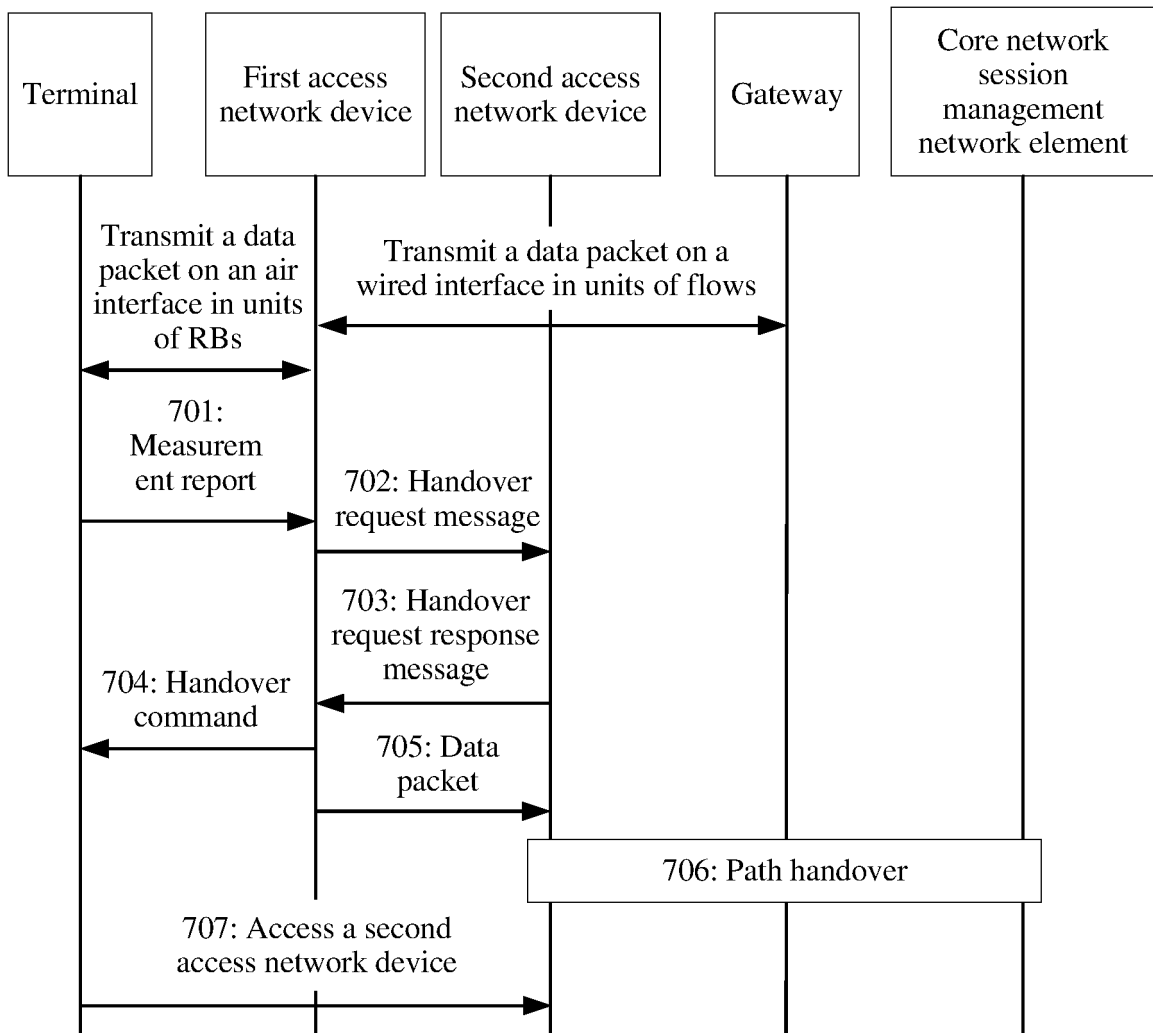 Terminal
First access
network device
Second access
network device
Gateway
Core network
session
management
network element
Transmit a data
packet on an air
interface in units
of RBs
Transmit a data packet on a
wired interface in units of flows
701:
Measurem
ent report
702: Handover
request message
703: Handover
request response
message
704: Handover
command
705: Data
packet
706: Path handover
707: Access a second
access network device